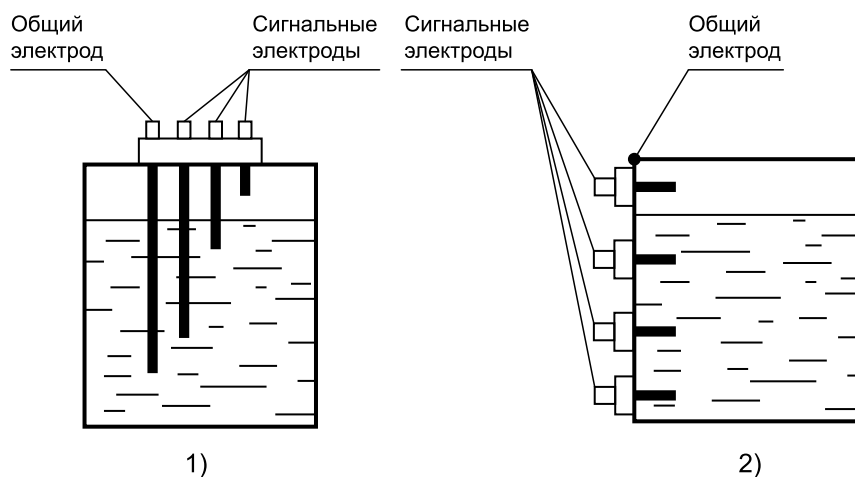 Общий
электрод
Сигнальные
электроды
Сигнальные
электроды
Общий
электрод
1)
2)